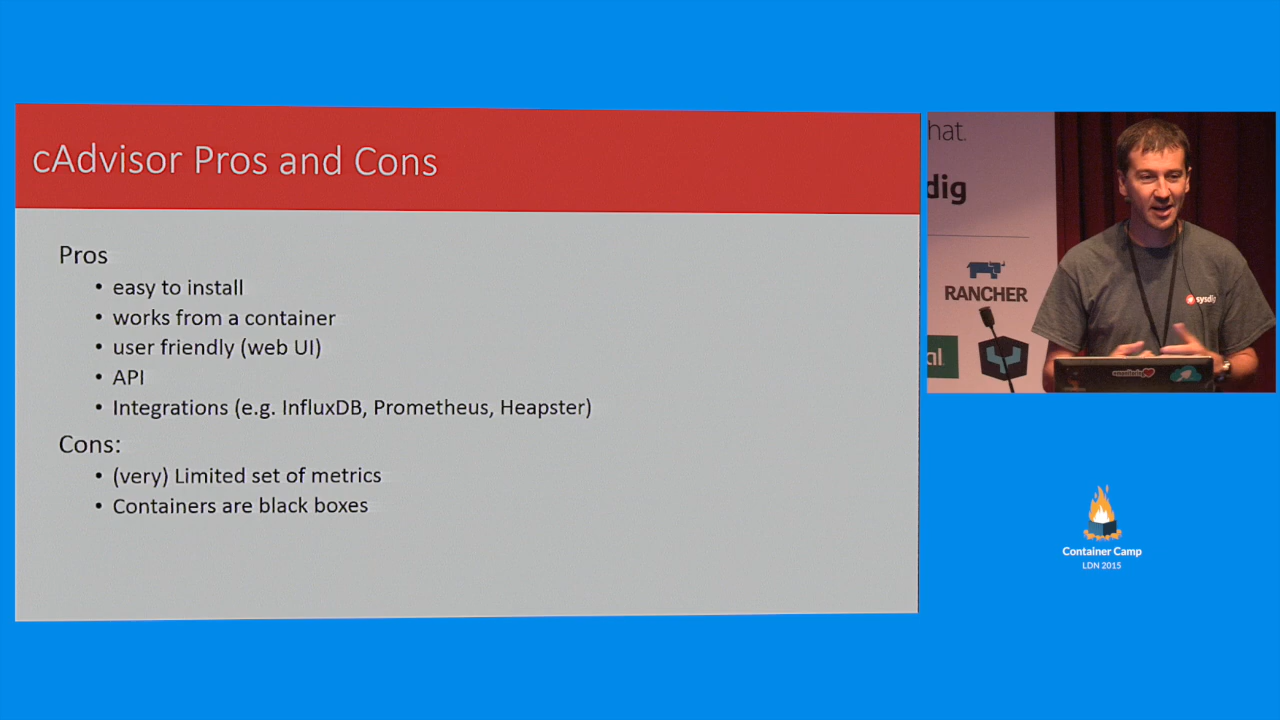 cAdvisor Pros and Cons
Pros
• easy to install
• works from a container
• user friendly (web UI)
• API
• Integrations (e.g. InfluxDB, Prometheus, Heapster)
Cons:
• (very) Limited set of metrics
• Containers are black boxes
hat.
dig
RANCHER
al
sysdig
Container Camp
LDN 2015